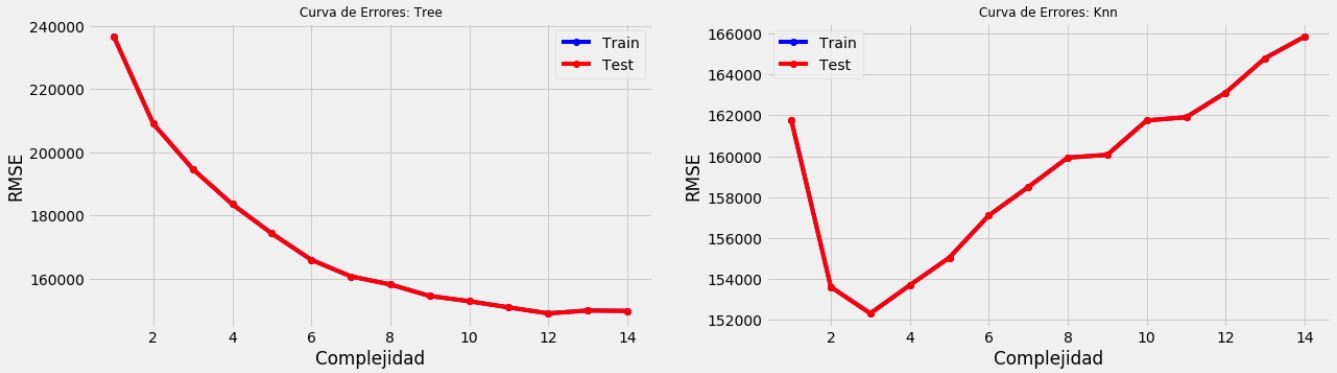 Curva de Errores: Tree
240000
220000
200000
180000
160000
RMSE
2 4 6 8 10 12 14
Complejidad
Train
Test
Curva de Errores: Knn
166000
164000
162000
160000
158000
156000
154000
152000
RMSE
2 4 6 8 10 12 14
Complejidad
Train
Test